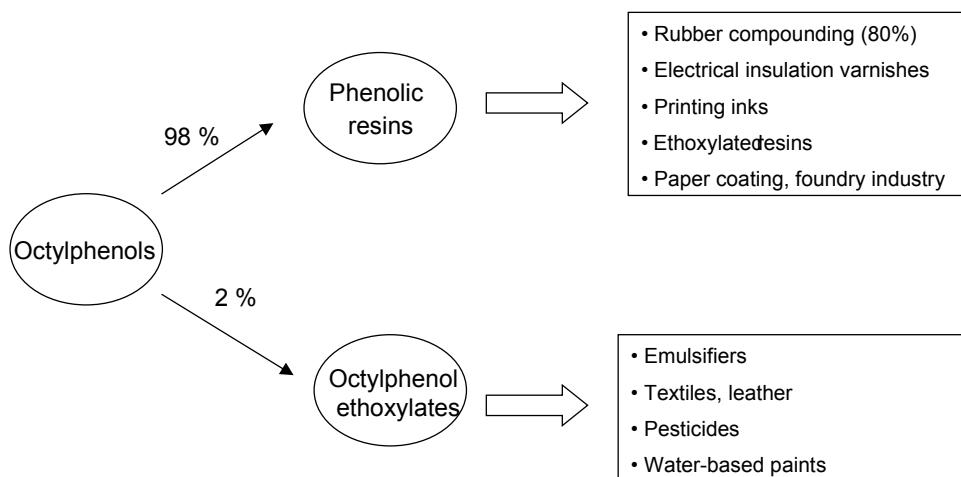 • Rubber compounding (80%)
• Electrical insulation varnishes
• Printing inks
• Ethoxylatedresins
• Paper coating, foundry industry
Phenolic
resins
98 %
Octylphenols
2 %
Octylphenol
ethoxylates
• Emulsifiers
• Textiles, leather
• Pesticides
• Water-based paints